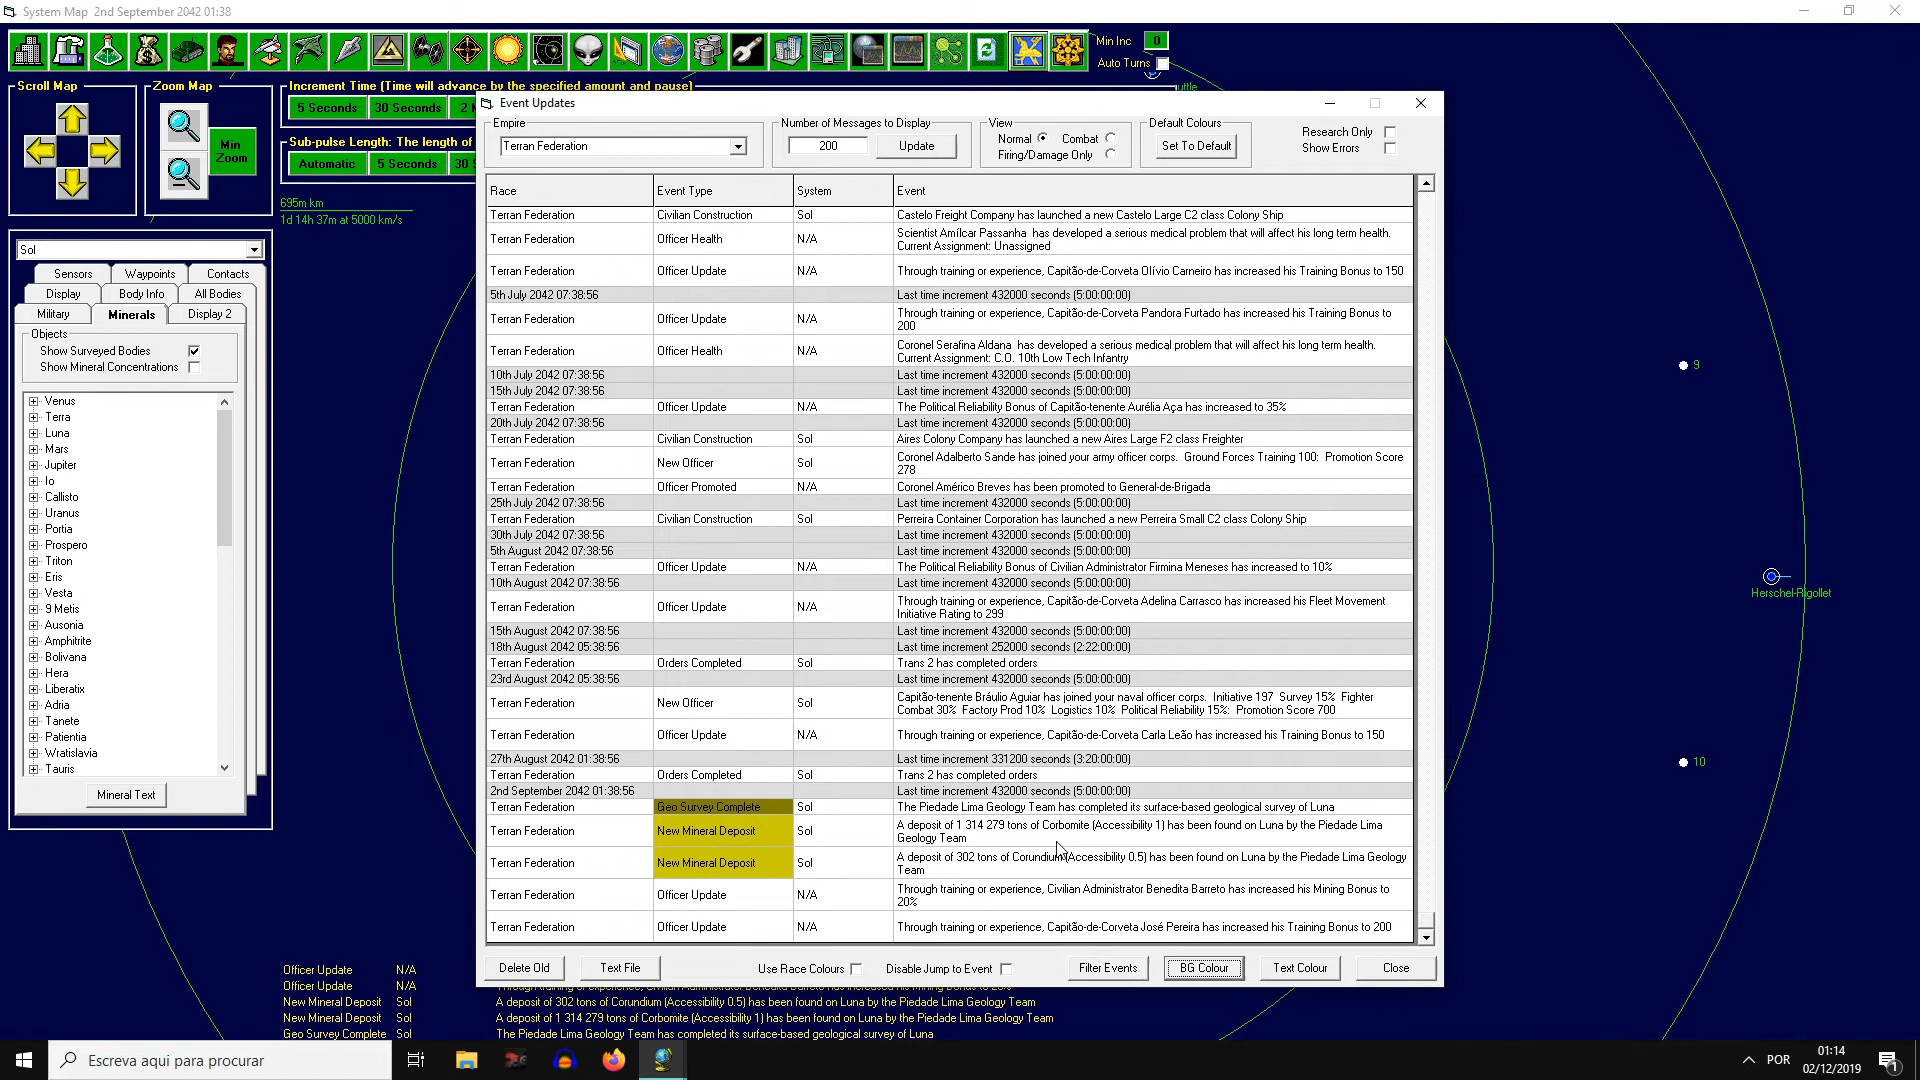 System Map  2nd September 2042 01:38
Min Inc 0
Auto Turns
Scroll Map
Zoom Map
Min Zoom
Increment Time (Time will advance by the specified amount and pause)
5 Seconds 30 Seconds
Sub-pulse Length: The length of
Automatic 5 Seconds
695m km
1d 14h 37m at 5000 km/s
Sol
Sensors Waypoints Contacts
Display Body Info All Bodies
Military Minerals Display 2
Objects
Show Surveyed Bodies
Show Mineral Concentrations
Venus
Terra
Luna
Mars
Jupiter
Io
Callisto
Uranus
Portia
Prospero
Triton
Eris
Vesta
9 Metis
Ausonia
Amphitrite
Bolivana
Hera
Liberatix
Adria
Tanete
Patientia
Wratislavia
Tauris
Mineral Text
Event Updates
Empire
Terran Federation
Number of Messages to Display
200 Update
View
Normal Combat
Firing/Damage Only
Default Colours
Set To Default
Research Only
Show Errors
Race Event Type System Event
Terran Federation Civilian Construction Sol Castelo Freight Company has launched a new Castelo Large C2 class Colony Ship
Terran Federation Officer Health N/A Scientist Amílcar Passanha  has developed a serious medical problem that will affect his long term health.
Current Assignment: Unassigned
Terran Federation Officer Update N/A Through training or experience, Capitão-de-Corveta Olívio Carneiro has increased his Training Bonus to 150
5th July 2042 07:38:56 Last time increment 432000 seconds (5:00:00:00)
Terran Federation Officer Update N/A Through training or experience, Capitão-de-Corveta Pandora Furtado has increased his Training Bonus to
200
Terran Federation Officer Health N/A Coronel Serafina Aldana  has developed a serious medical problem that will affect his long term health.
Current Assignment: C.O. 10th Low Tech Infantry
10th July 2042 07:38:56 Last time increment 432000 seconds (5:00:00:00)
15th July 2042 07:38:56 Last time increment 432000 seconds (5:00:00:00)
Terran Federation Officer Update N/A The Political Reliability Bonus of Capitão-tenente Aurélia Aça has increased to 35%
20th July 2042 07:38:56 Last time increment 432000 seconds (5:00:00:00)
Terran Federation Civilian Construction Sol Aires Colony Company has launched a new Aires Large F2 class Freighter
Terran Federation New Officer Sol Coronel Adalberto Sande has joined your army officer corps.  Ground Forces Training 100:  Promotion Score
278
Terran Federation Officer Promoted N/A Coronel Américo Breves has been promoted to General-de-Brigada
25th July 2042 07:38:56 Last time increment 432000 seconds (5:00:00:00)
Terran Federation Civilian Construction Sol Perreira Container Corporation has launched a new Perreira Small C2 class Colony Ship
30th July 2042 07:38:56 Last time increment 432000 seconds (5:00:00:00)
5th August 2042 07:38:56 Last time increment 432000 seconds (5:00:00:00)
Terran Federation Officer Update N/A The Political Reliability Bonus of Civilian Administrator Firmina Meneses has increased to 10%
10th August 2042 07:38:56 Last time increment 432000 seconds (5:00:00:00)
Terran Federation Officer Update N/A Through training or experience, Capitão-de-Corveta Adelina Carrasco has increased his Fleet Movement
Initiative Rating to 299
15th August 2042 07:38:56 Last time increment 432000 seconds (5:00:00:00)
18th August 2042 05:38:56 Last time increment 252000 seconds (2:22:00:00)
Terran Federation Orders Completed Sol Trans 2 has completed orders
23rd August 2042 05:38:56 Last time increment 432000 seconds (5:00:00:00)
Terran Federation New Officer Sol Capitão-tenente Bráulio Aguiar has joined your naval officer corps.  Initiative 197  Survey 15%  Fighter
Combat 30%  Factory Prod 10%  Logistics 10%  Political Reliability 15%:  Promotion Score 700
Terran Federation Officer Update N/A Through training or experience, Capitão-de-Corveta Carla Leão has increased his Training Bonus to 150
27th August 2042 01:38:56 Last time increment 331200 seconds (3:20:00:00)
Terran Federation Orders Completed Sol Trans 2 has completed orders
2nd September 2042 01:38:56 Last time increment 432000 seconds (5:00:00:00)
Terran Federation Geo Survey Complete Sol The Piedade Lima Geology Team has completed its surface-based geological survey of Luna
Terran Federation New Mineral Deposit Sol A deposit of 1 314 279 tons of Corbomite (Accessibility 1) has been found on Luna by the Piedade Lima
Geology Team
Terran Federation New Mineral Deposit Sol A deposit of 302 tons of Corundium (Accessibility 0.5) has been found on Luna by the Piedade Lima Geology
Team
Terran Federation Officer Update N/A Through training or experience, Civilian Administrator Benedita Barreto has increased his Mining Bonus to
20%
Terran Federation Officer Update N/A Through training or experience, Capitão-de-Corveta José Pereira has increased his Training Bonus to 200
Delete Old Text File Use Race Colours Disable Jump to Event Filter Events BG Colour Text Colour Close
9
Herschel-Rigollet
10
Officer Update N/A
Officer Update N/A
New Mineral Deposit Sol A deposit of 302 tons of Corundium (Accessibility 0.5) has been found on Luna by the Piedade Lima Geology Team
New Mineral Deposit Sol A deposit of 1 314 279 tons of Corbomite (Accessibility 1) has been found on Luna by the Piedade Lima Geology Team
Geo Survey Complete Sol The Piedade Lima Geology Team has completed its surface-based geological survey of Luna
Escreva aqui para procurar
POR
01:14
02/12/2019
1